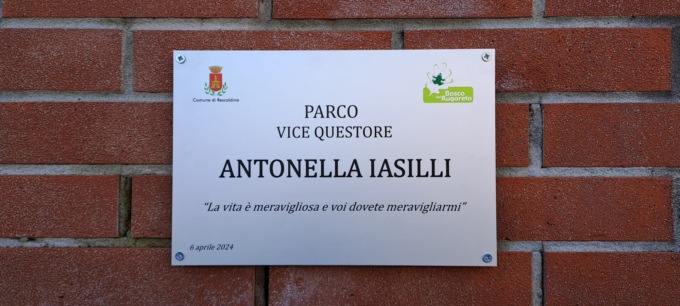 Comune di Rescaldina
Bosco
del Rugareto
PARCO
VICE QUESTORE
ANTONELLA IASILLI
“La vita è meravigliosa e voi dovete meravigliarmi”
6 aprile 2024